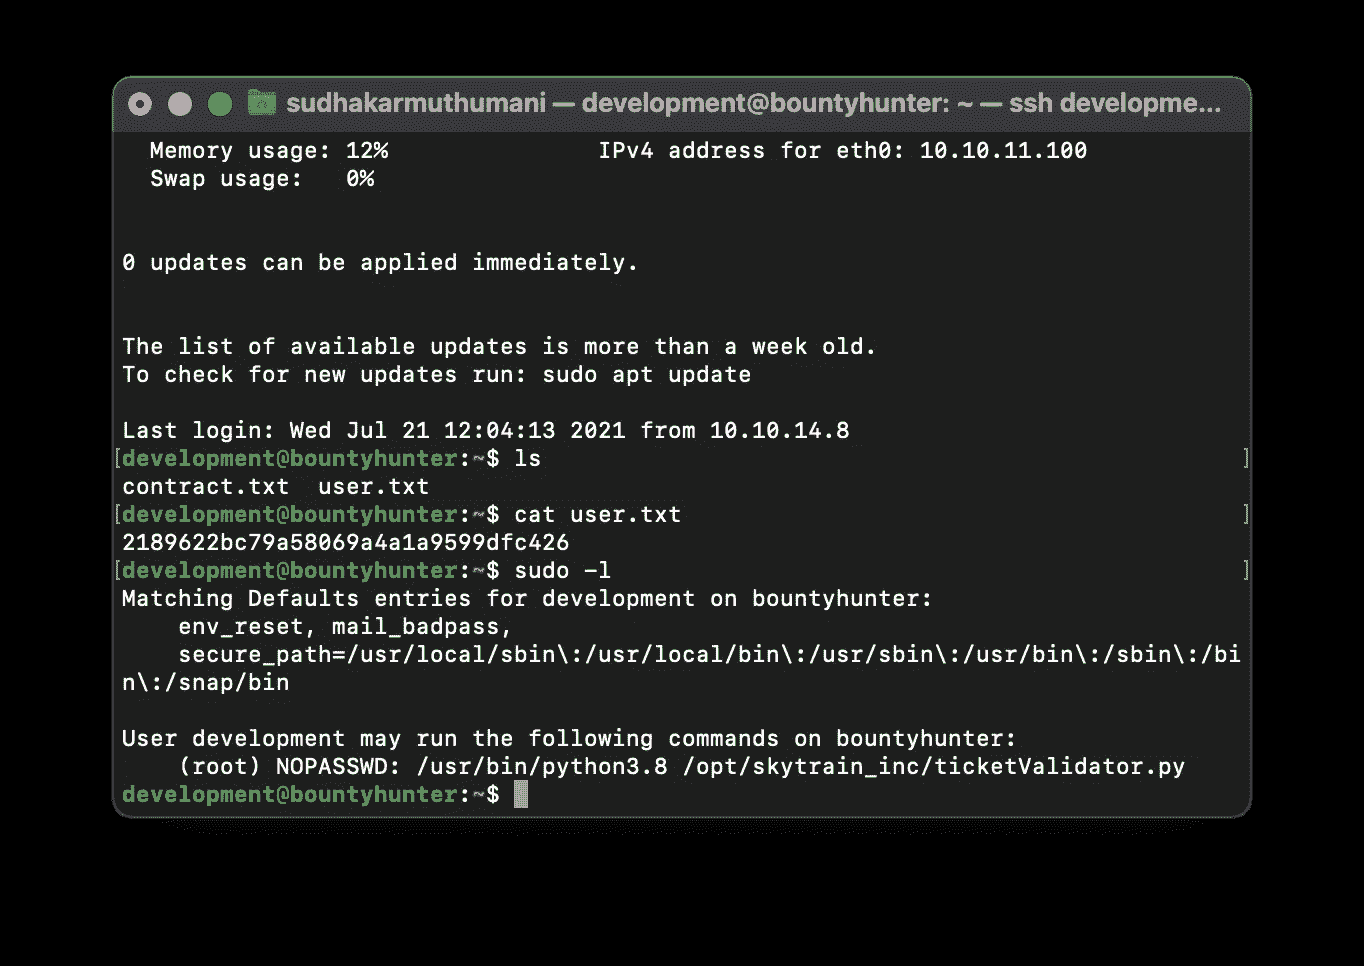 sudhakarmuthumani — development@bountyhunter: ~ — ssh developme...
Memory usage: 12% IPv4 address for eth0: 10.10.11.100
Swap usage: 0%
0 updates can be applied immediately.
The list of available updates is more than a week old.
To check for new updates run: sudo apt update
Last login: Wed Jul 21 12:04:13 2021 from 10.10.14.8
[development@bountyhunter:~$ ls ]
contract.txt user.txt
[development@bountyhunter:~$ cat user.txt ]
2189622bc79a58069a4a1a9599dfc426
[development@bountyhunter:~$ sudo -l ]
Matching Defaults entries for development on bountyhunter:
env_reset, mail_badpass,
secure_path=/usr/local/sbin\:/usr/local/bin\:/usr/sbin\:/usr/bin\:/sbin\:/bi
n\:/snap/bin
User development may run the following commands on bountyhunter:
(root) NOPASSWD: /usr/bin/python3.8 /opt/skytrain_inc/ticketValidator.py
development@bountyhunter:~$